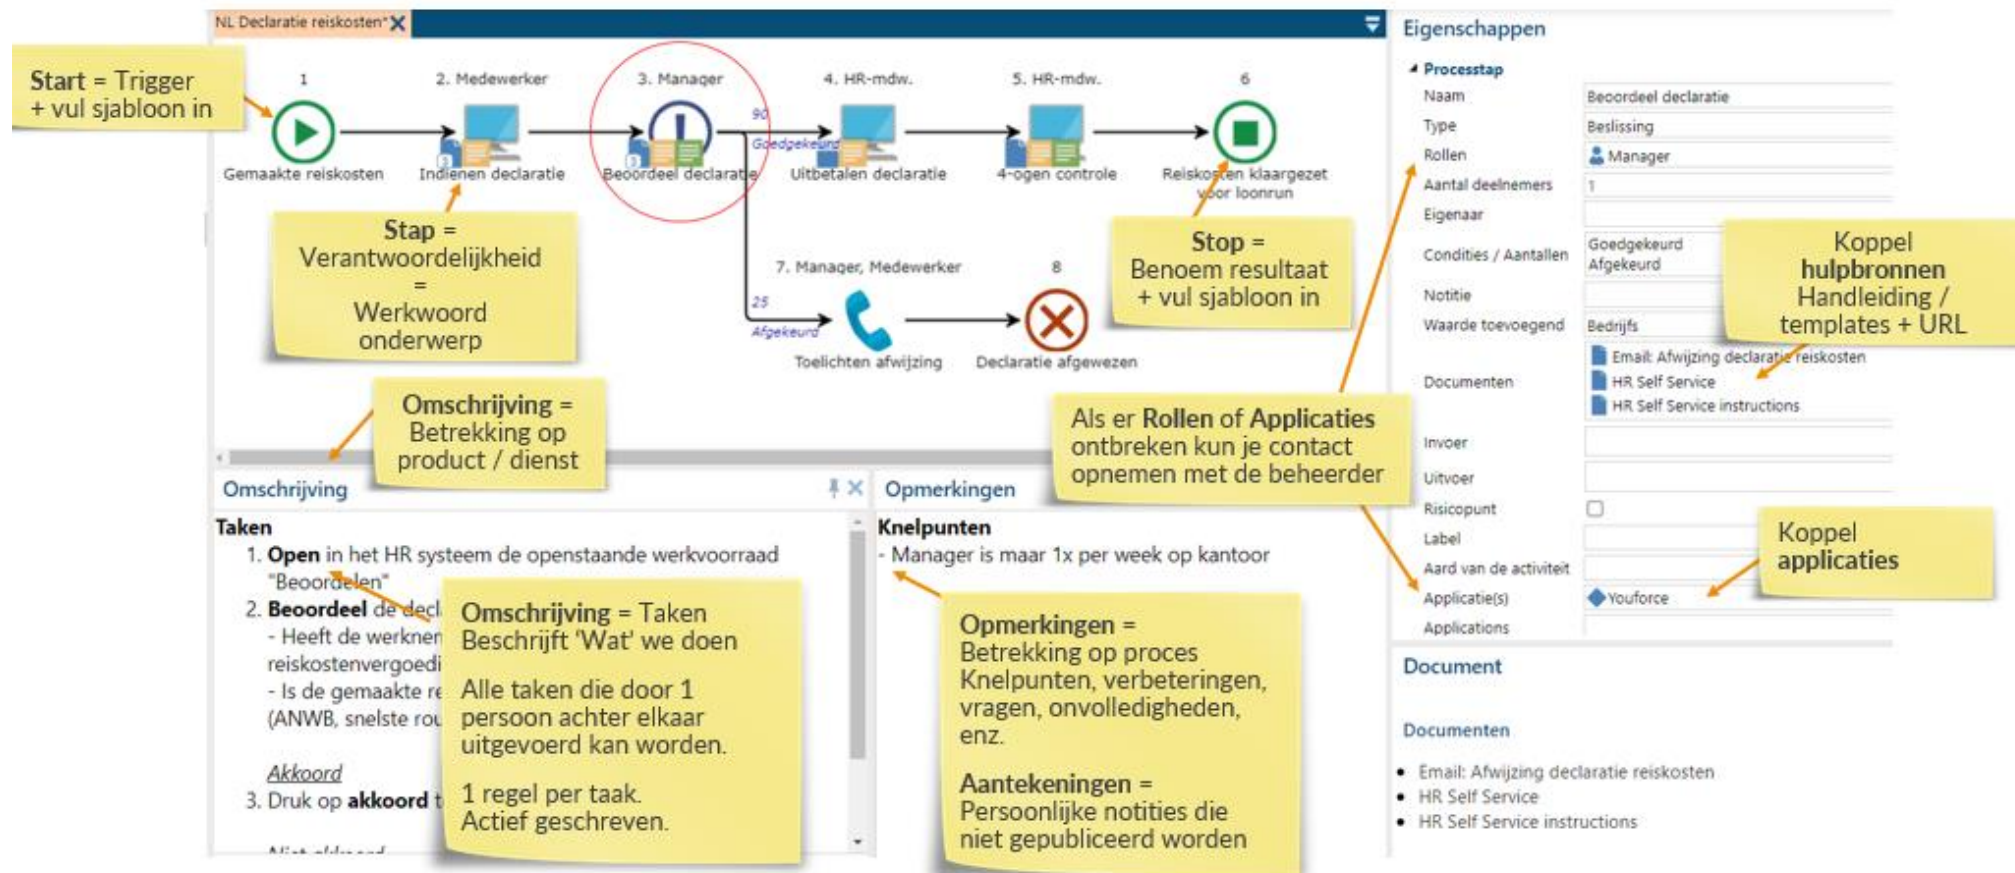 NL Declaratie reiskosten*
Start = Trigger
+ vul sjabloon in
1
2. Medewerker
3. Manager
4. HR-mdw.
5. HR-mdw.
6
90
Goedgekeurd
Gemaakte reiskosten
Indienen declaratie
Beoordeel declaratie
Uitbetalen declaratie
4-ogen controle
Reiskosten klaargezet
voor loonrun
3
3
Stap =
Verantwoordelijkheid
=
Werkwoord
onderwerp
Stop =
Benoem resultaat
+ vul sjabloon in
7. Manager, Medewerker
8
25
Afgekeurd
Toelichten afwijzing
Declaratie afgewezen
Omschrijving =
Betrekking op
product / dienst
Als er Rollen of Applicaties
ontbreken kun je contact
opnemen met de beheerder
Omschrijving
Taken
1. Open in het HR systeem de openstaande werkvoorraad
"Beoordelen"
2. Beoordeel de decl
- Heeft de werkner
reiskostenvergoedi
- Is de gemaakte re
(ANWB, snelste rou
Akkoord
3. Druk op akkoord t
Omschrijving = Taken
Beschrijft 'Wat' we doen
Alle taken die door 1
persoon achter elkaar
uitgevoerd kan worden.
1 regel per taak.
Actief geschreven.
Opmerkingen
Knelpunten
- Manager is maar 1x per week op kantoor
Opmerkingen =
Betrekking op proces
Knelpunten, verbeteringen,
vragen, onvolledigheden,
enz.
Aantekeningen =
Persoonlijke notities die
niet gepubliceerd worden
Eigenschappen
Processtap
Naam Beoordeel declaratie
Type Beslissing
Rollen Manager
Aantal deelnemers 1
Eigenaar
Condities / Aantallen Goedgekeurd
Afgekeurd
Notitie
Waarde toevoegend Bedrijfs
Documenten Email: Afwijzing declaratie reiskosten
HR Self Service
HR Self Service instructions
Invoer
Uitvoer
Risicopunt
Label
Aard van de activiteit
Applicatie(s) Youforce
Applications
Koppel
hulpbronnen
Handleiding /
templates + URL
Koppel
applicaties
Document
Documenten
• Email: Afwijzing declaratie reiskosten
• HR Self Service
• HR Self Service instructions